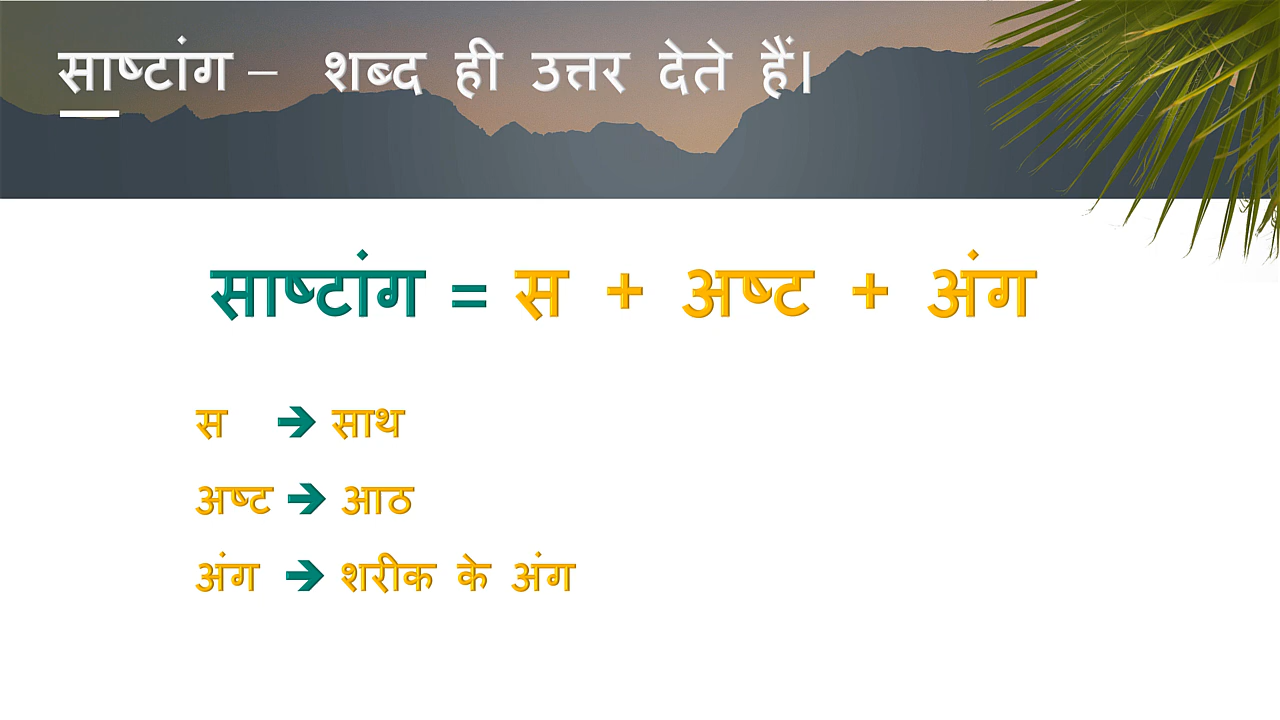 साष्टांग – शब्द ही उत्तर देते हैं।
साष्टांग = स + अष्ट + अंग
स ➔ साथ
अष्ट ➔ आठ
अंग ➔ शरीक के अंग